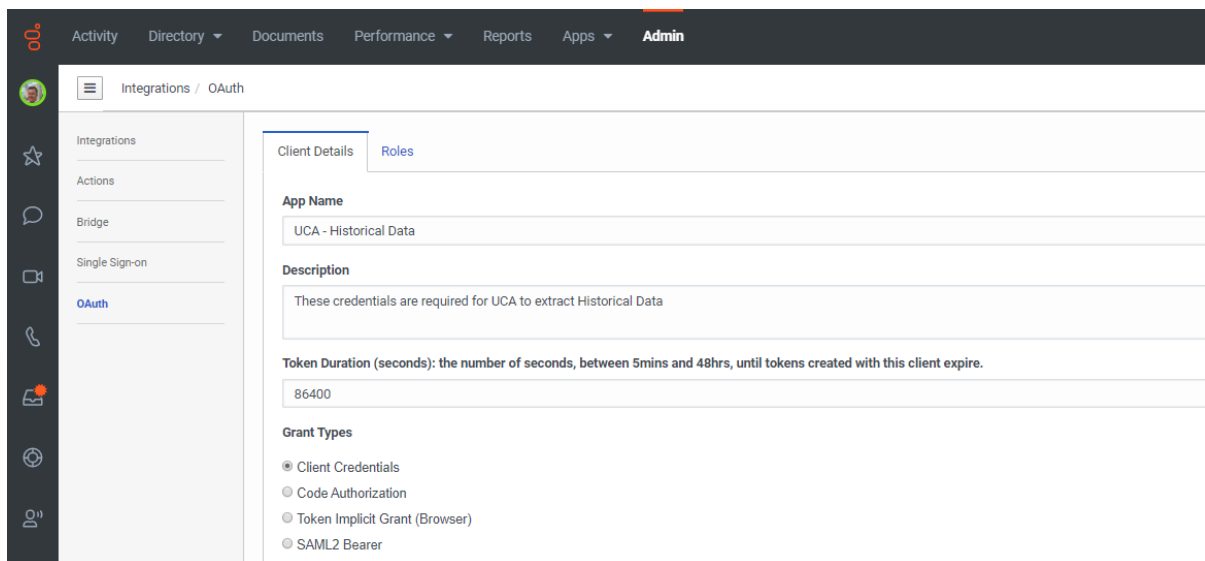 Activity Directory Documents Performance Reports Apps Admin
Integrations / OAuth
Integrations
Actions
Bridge
Single Sign-on
OAuth
Client Details Roles
App Name
UCA - Historical Data
Description
These credentials are required for UCA to extract Historical Data
Token Duration (seconds): the number of seconds, between 5mins and 48hrs, until tokens created with this client expire.
86400
Grant Types
Client Credentials
Code Authorization
Token Implicit Grant (Browser)
SAML2 Bearer